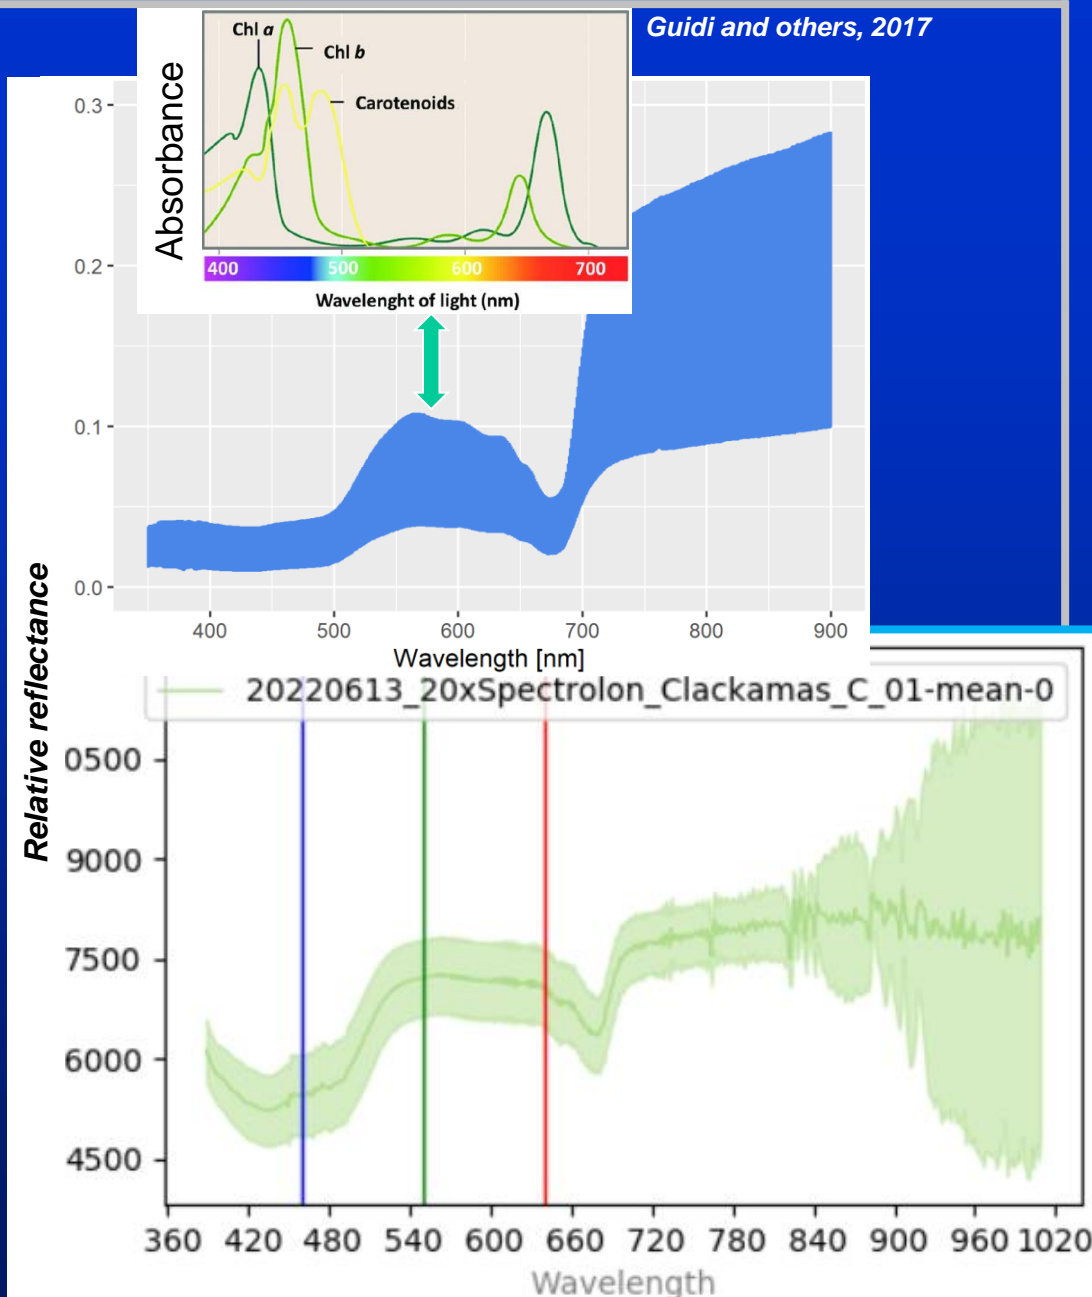 Guidi and others, 2017
Chl a
Chl b
Carotenoids
Absorbance
400 500 600 700
Wavelenght of light (nm)
0.3
0.2
0.1
0.0
400 500 600 700 800 900
Wavelength [nm]
Relative reflectance
20220613_20xSpectrolon_Clackamas_C_01-mean-0
0500
9000
7500
6000
4500
360 420 480 540 600 660 720 780 840 900 960 1020
Wavelength